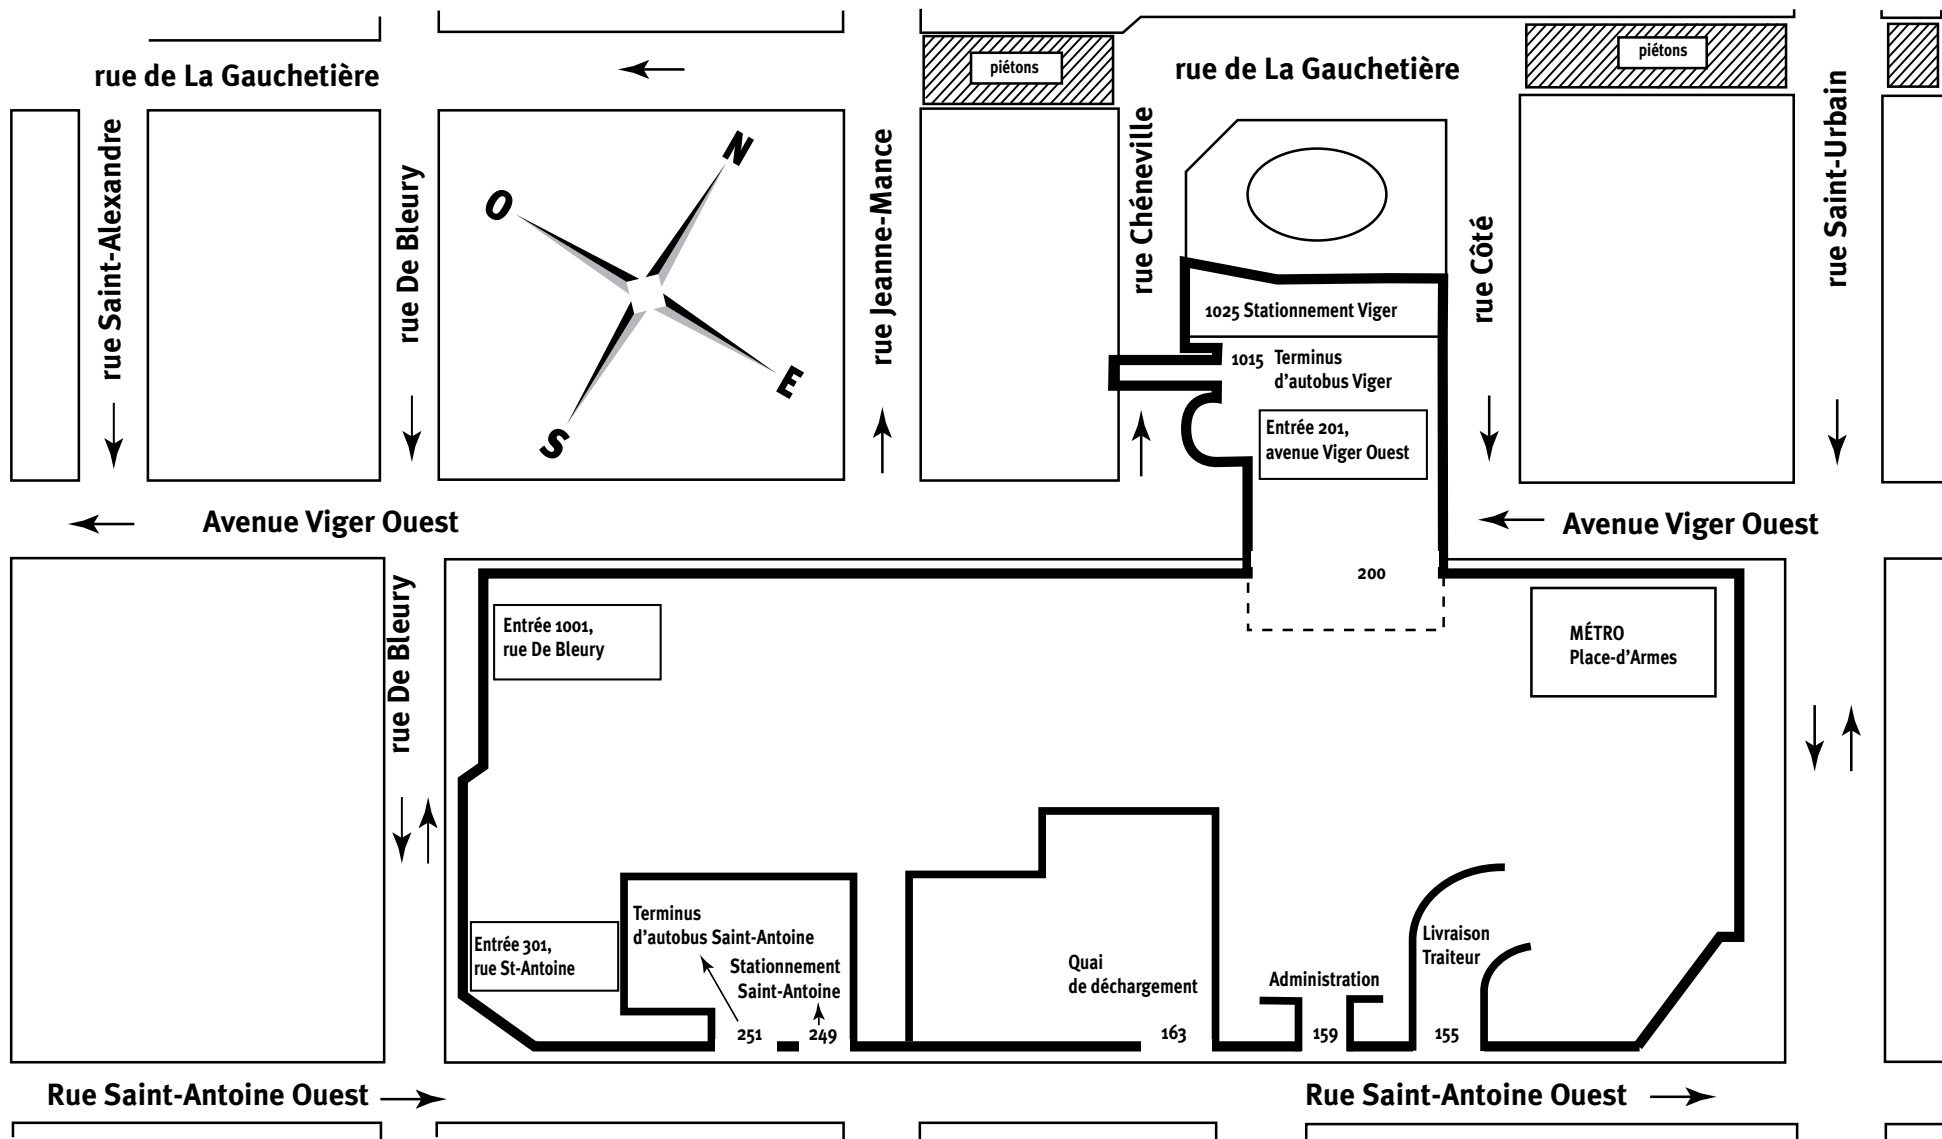 rue de La Gauchetière
piétons
rue de La Gauchetière
piétons
rue Saint-Alexandre
rue De Bleury
N
O
E
S
rue Jeanne-Mance
rue Chéneville
rue Côté
rue Saint-Urbain
1025 Stationnement Viger
1015 Terminus
d'autobus Viger
Entrée 201,
avenue Viger Ouest
Avenue Viger Ouest
Avenue Viger Ouest
200
rue De Bleury
Entrée 1001,
rue De Bleury
MÉTRO
Place-d'Armes
Entrée 301,
rue St-Antoine
Terminus
d'autobus Saint-Antoine
Stationnement
Saint-Antoine
251
249
Quai
de déchargement
163
Administration
159
Livraison
Traiteur
155
Rue Saint-Antoine Ouest
Rue Saint-Antoine Ouest